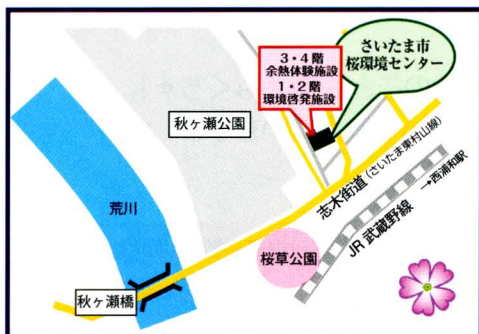 3・4階
余熱体験施設
1・2階
環境啓発施設
さいたま市
桜環境センター
秋ヶ瀬公園
荒川
志木街道(さいたま東村山線)
→西浦和駅
JR 武蔵野線
桜草公園
秋ヶ瀬橋